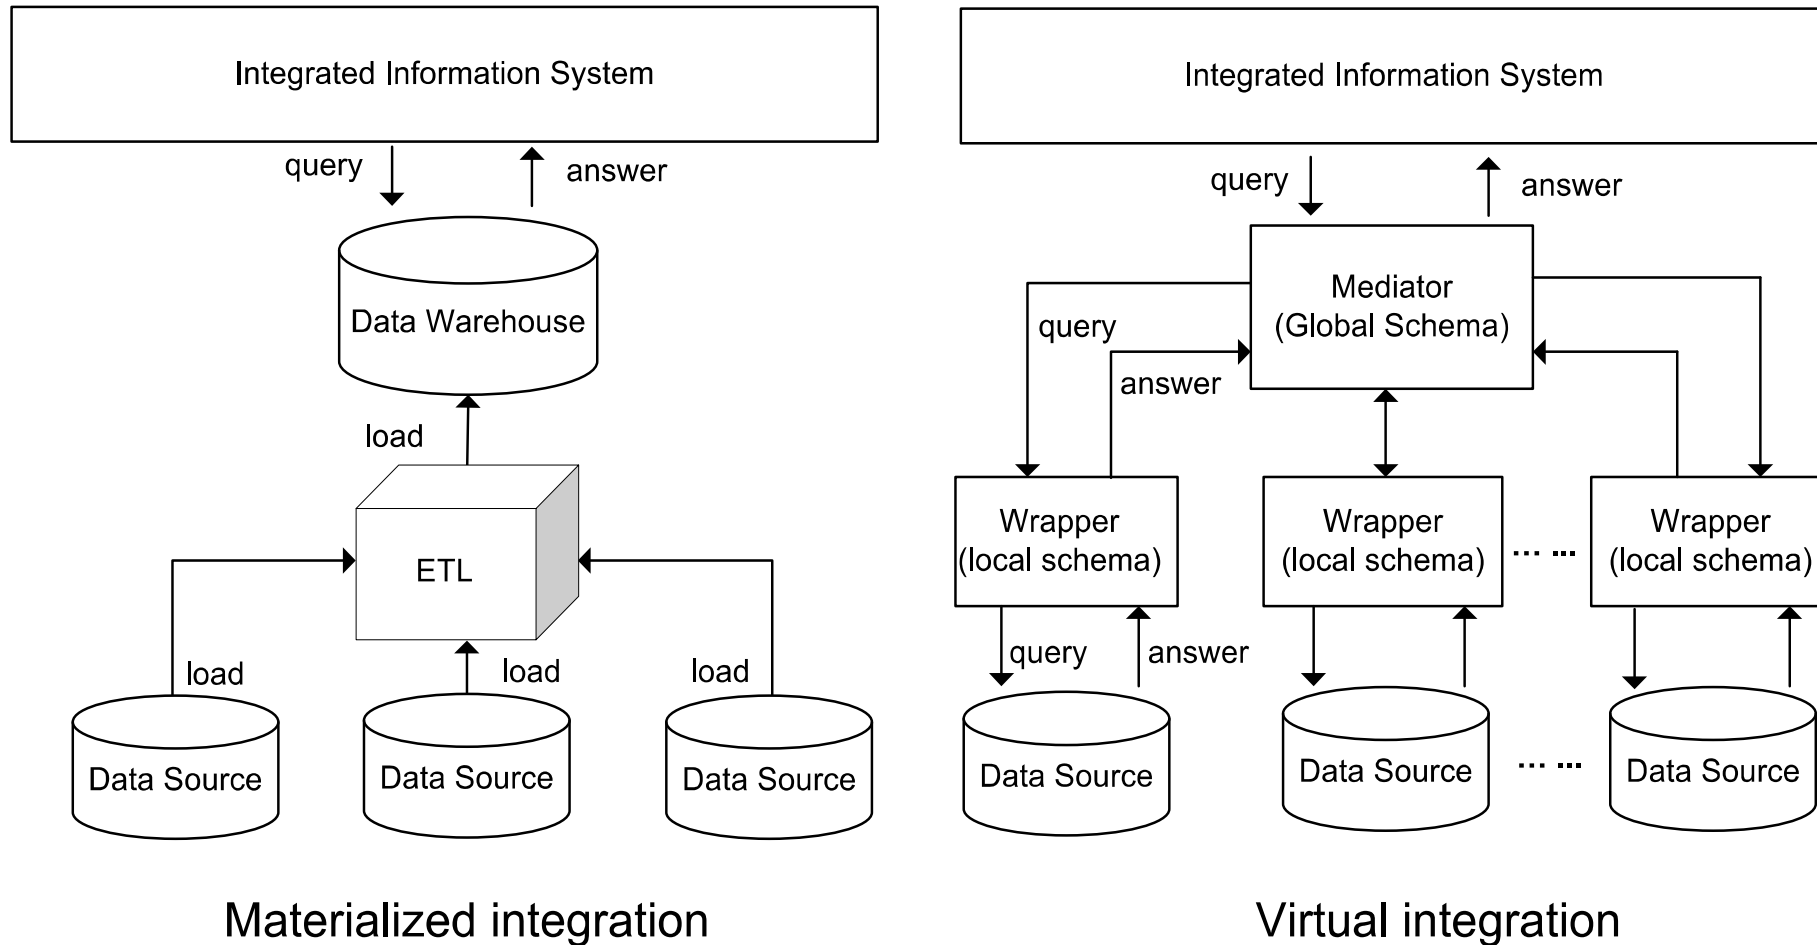 Integrated Information System
query
answer
Data Warehouse
load
ETL
load
load
load
Data Source
Data Source
Data Source
Materialized integration
Integrated Information System
query
answer
Mediator
(Global Schema)
query
answer
Wrapper
(local schema)
Wrapper
(local schema)
... ...
Wrapper
(local schema)
query
answer
Data Source
Data Source
... ...
Data Source
Virtual integration